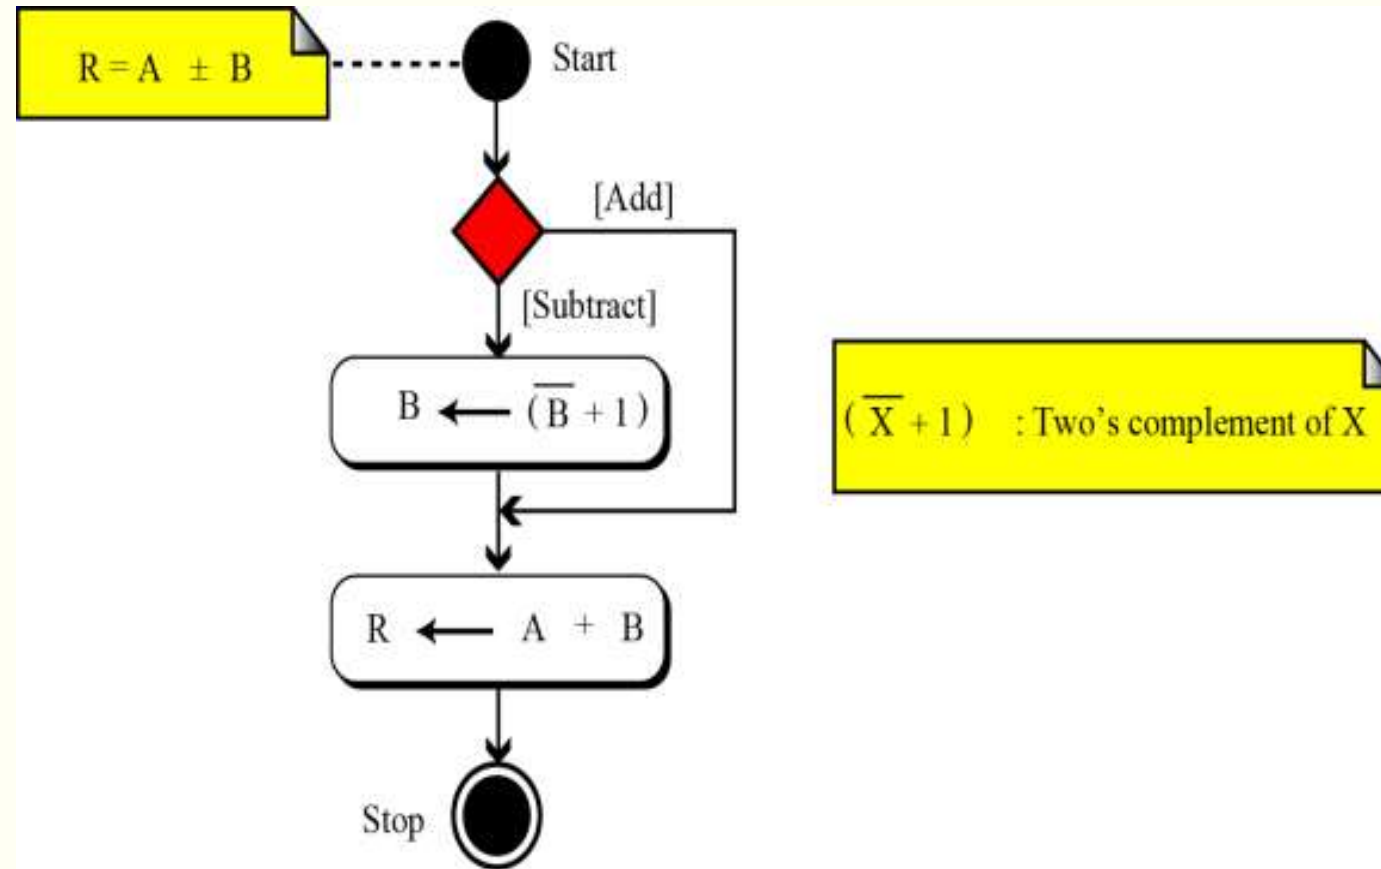 R = A ± B
Start
[Add]
[Subtract]
B ← (B̅ + 1)
(X̅ + 1) : Two's complement of X
R ← A + B
Stop